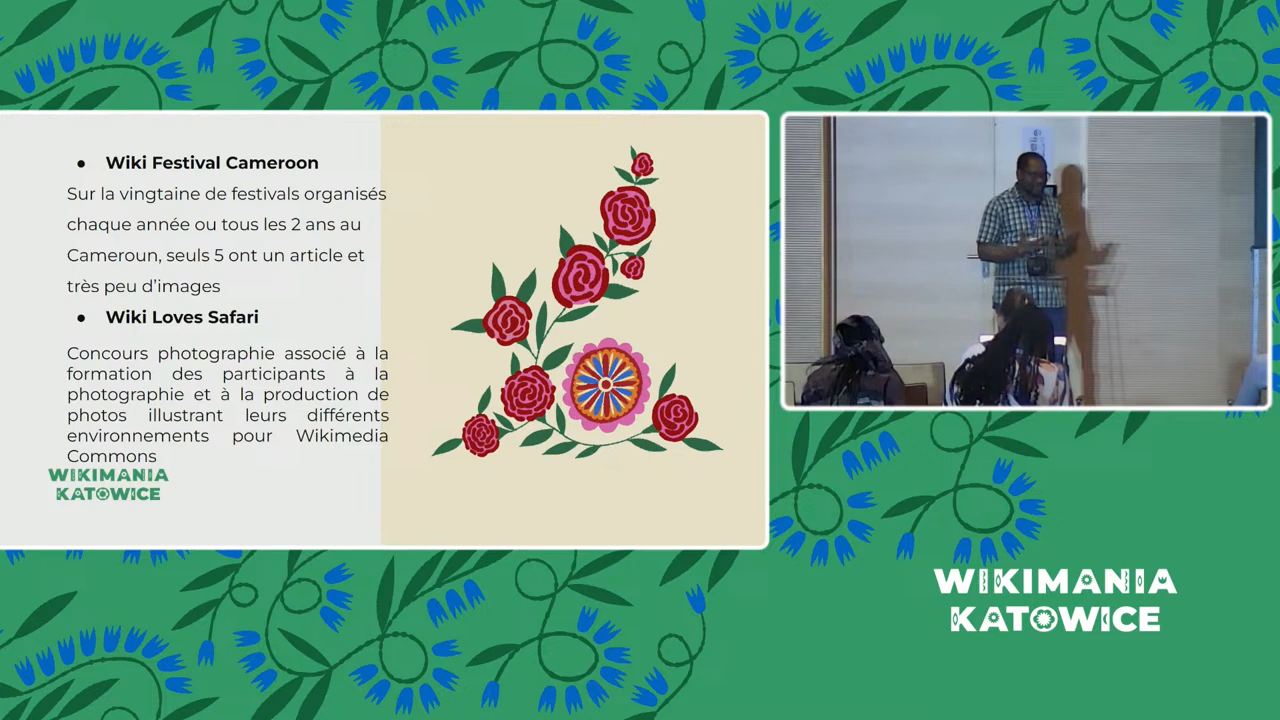 ● Wiki Festival Cameroon
Sur la vingtaine de festivals organisés
chaque année ou tous les 2 ans au
Cameroun, seuls 5 ont un article et
très peu d'images
● Wiki Loves Safari
Concours photographie associé à la
formation des participants à la
photographie et à la production de
photos illustrant leurs différents
environnements pour Wikimedia
Commons
WIKIMANIA
KATOWICE
WIKIMANIA
KATOWICE